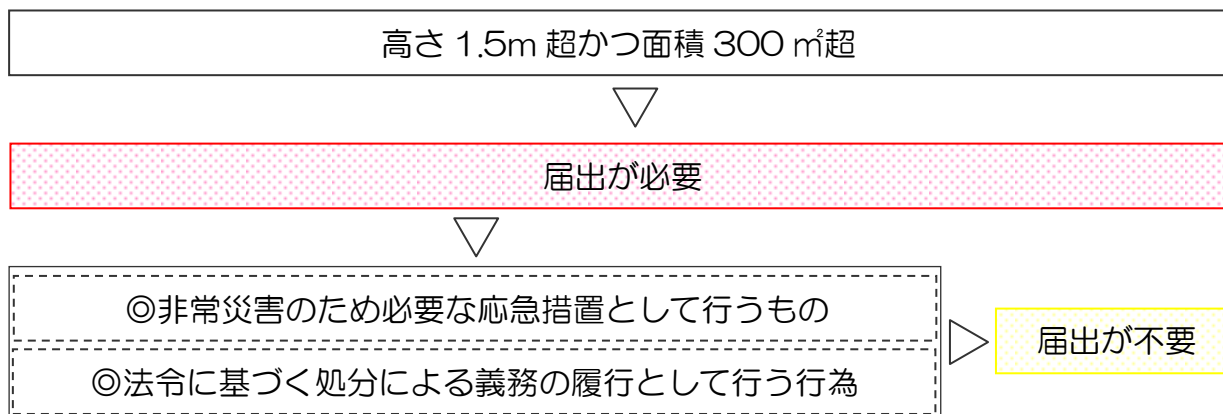 高さ 1.5m 超かつ面積 300 ㎡超
届出が必要
◎非常災害のため必要な応急措置として行うもの
届出が不要
◎法令に基づく処分による義務の履行として行う行為